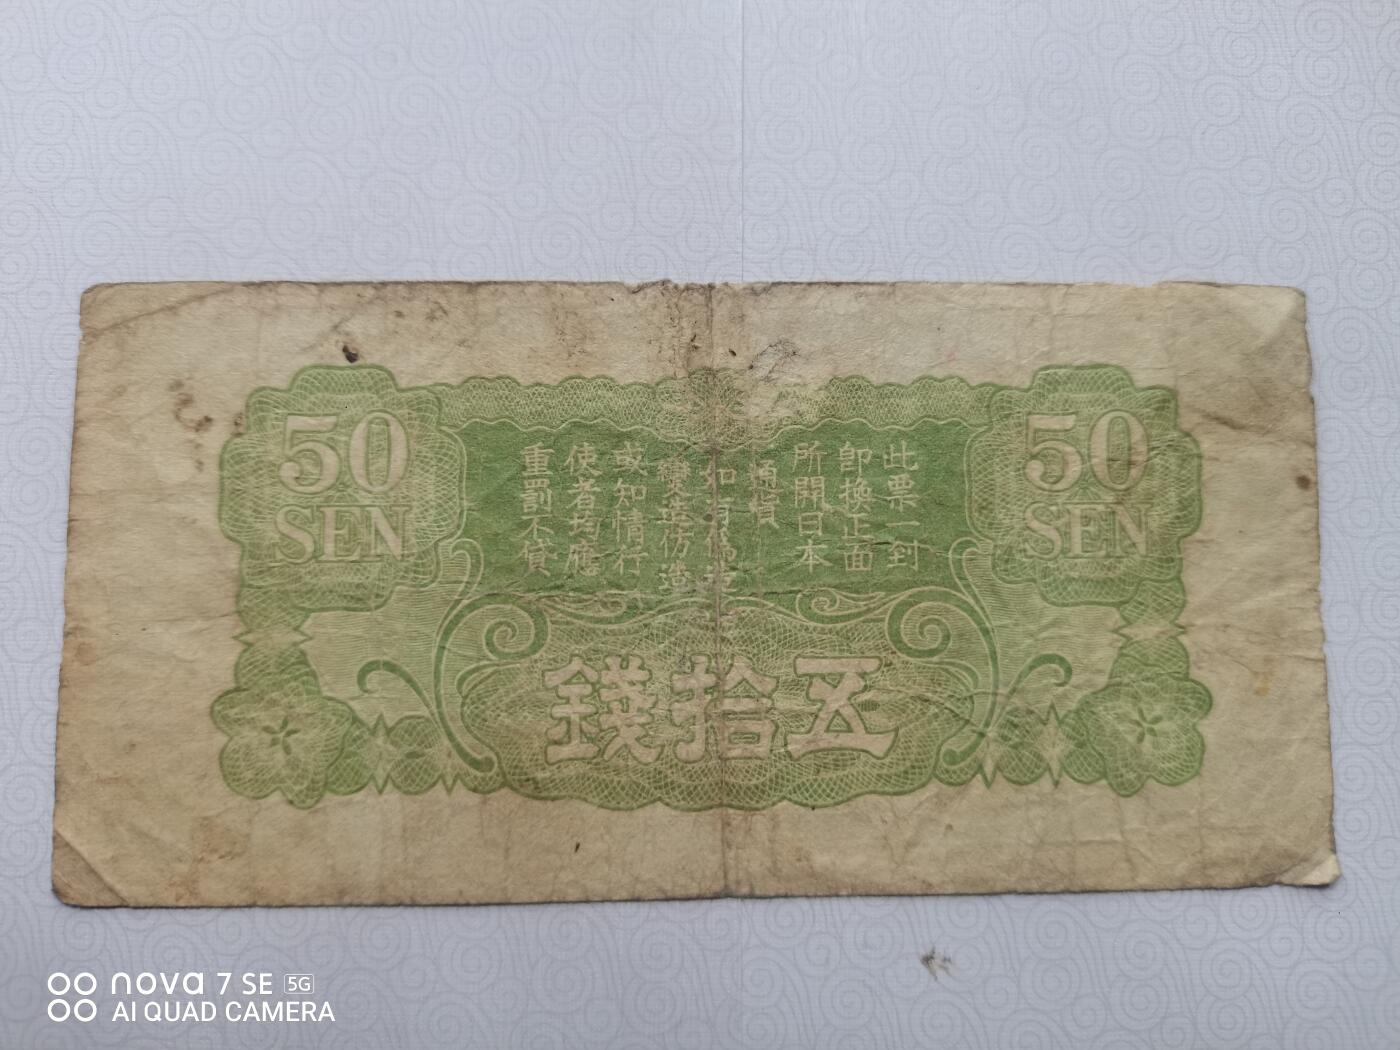 50
SEN
50
SEN
此票一到
即換正面
所開日本
通貨
如有偽造
變造仿造
或知情行
使者均應
重罰不貸
五拾錢
nova 7 SE 5G
AI QUAD CAMERA